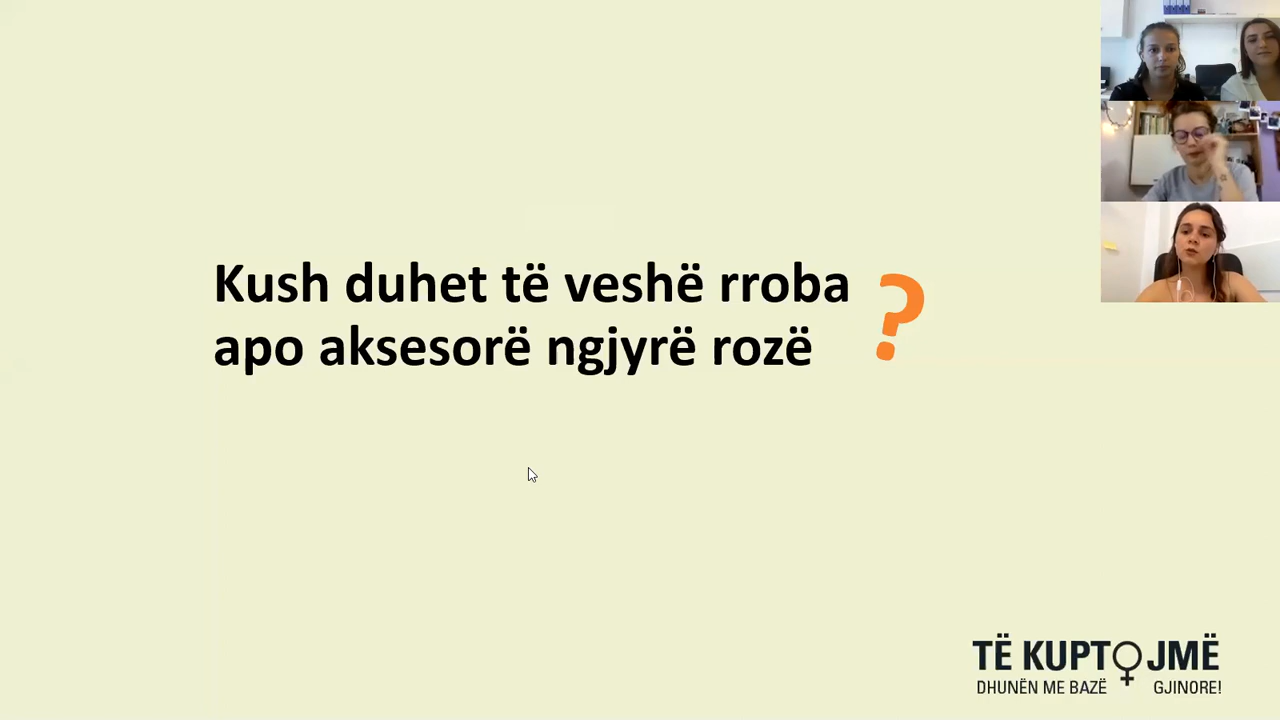 Kush duhet të veshë rroba
apo aksesorë ngjyrë rozë ?
TË KUPTOJMË
DHUNËN ME BAZË GJINORE!